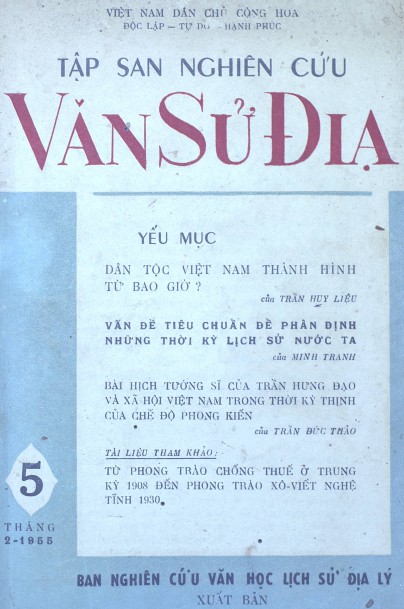 VIỆT NAM DÂN CHỦ CỘNG HÒA
ĐỘC LẬP — TỰ DO — HẠNH PHÚC
TẬP SAN NGHIÊN CỨU
VĂN SỬ ĐỊA
YẾU MỤC
DÂN TỘC VIỆT NAM THÀNH HÌNH
TỪ BAO GIỜ ?
của TRẦN HUY LIỆU
VẤN ĐỀ TIÊU CHUẨN ĐỂ PHÂN ĐỊNH
NHỮNG THỜI KỲ LỊCH SỬ NƯỚC TA
của MINH TRANH
BÀI HỊCH TƯỚNG SĨ CỦA TRẦN HƯNG ĐẠO
VÀ XÃ HỘI VIỆT NAM TRONG THỜI KỲ THỊNH
CỦA CHẾ ĐỘ PHONG KIẾN
của TRẦN ĐỨC THẢO
TÀI LIỆU THAM KHẢO :
TỪ PHONG TRÀO CHỐNG THUẾ Ở TRUNG
KỲ 1908 ĐẾN PHONG TRÀO XÔ-VIẾT NGHỆ
TĨNH 1930.
5
THÁNG
2-1955
BAN NGHIÊN CỨU VĂN HỌC LỊCH SỬ ĐỊA LÝ
XUẤT BẢN